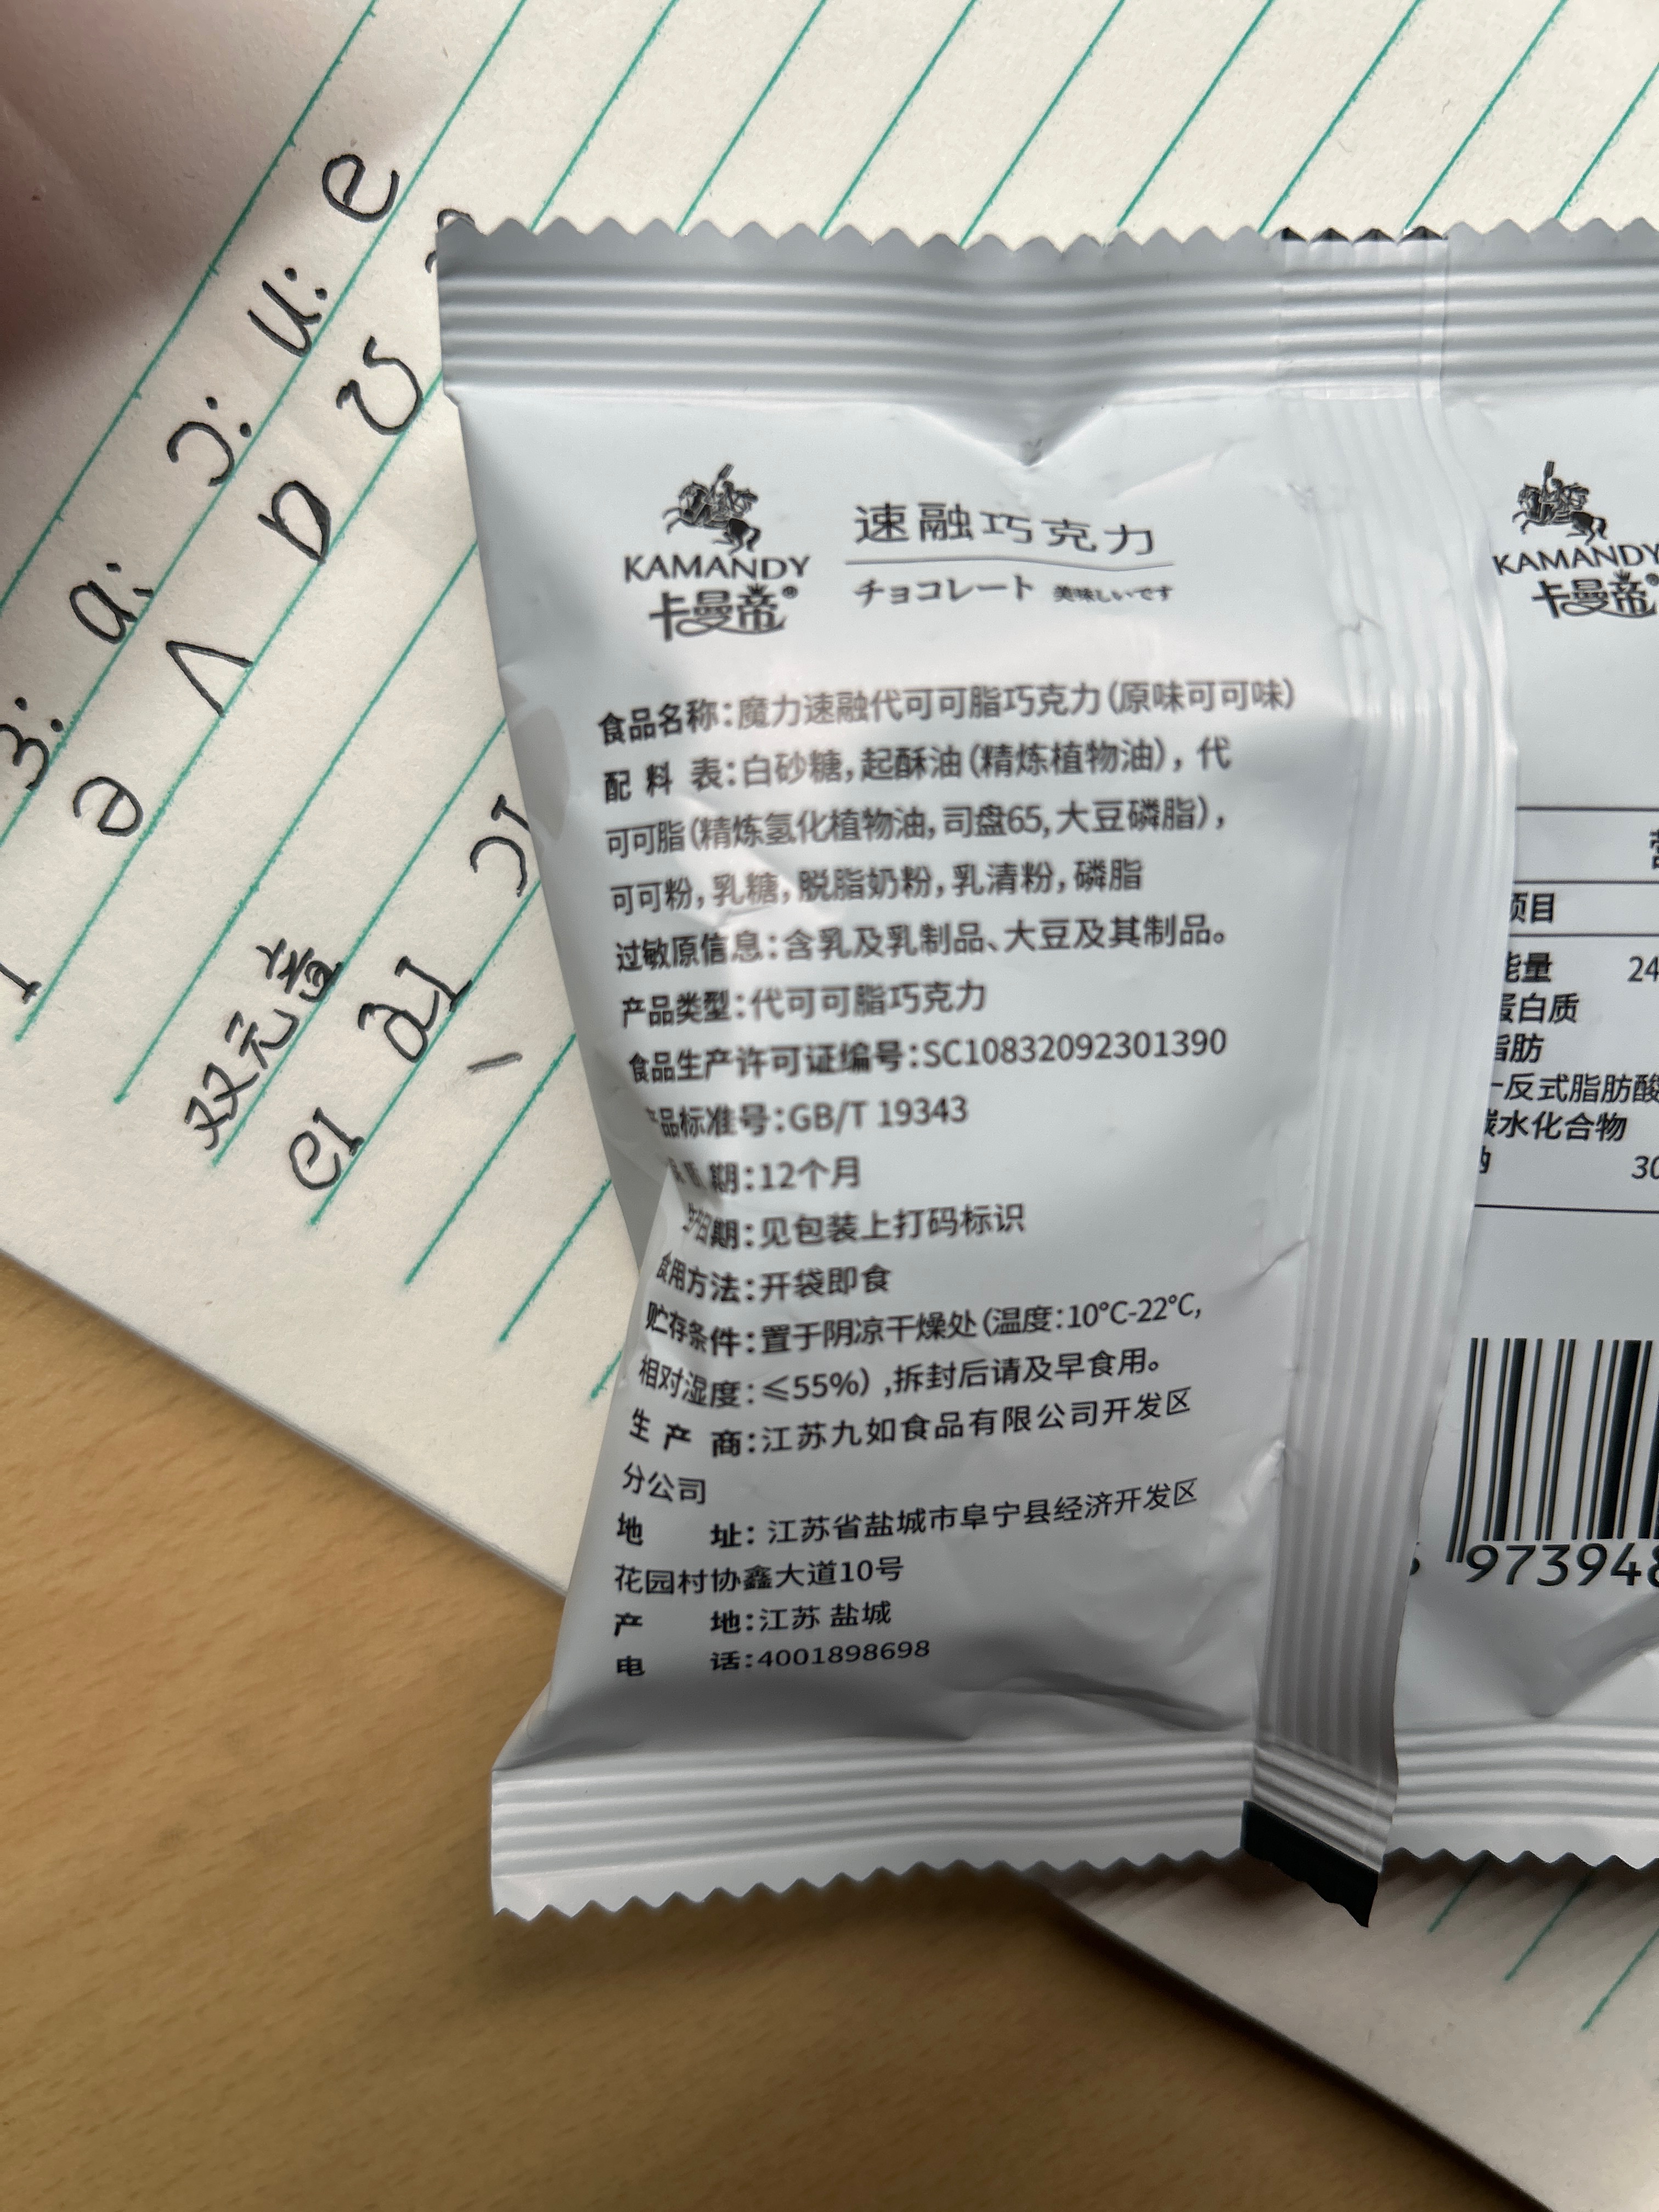 KAMANDY
卡曼帝®
速融巧克力
チョコレート 美味しいです
食品名称:魔力速融代可可脂巧克力(原味可可味)
配料表:白砂糖,起酥油(精炼植物油),代
可可脂(精炼氢化植物油,司盘65,大豆磷脂),
可可粉,乳糖,脱脂奶粉,乳清粉,磷脂
过敏原信息:含乳及乳制品、大豆及其制品。
产品类型:代可可脂巧克力
食品生产许可证编号:SC10832092301390
品标准号:GB/T 19343
期:12个月
日期:见包装上打码标识
食用方法:开袋即食
贮存条件:置于阴凉干燥处(温度:10°C-22°C,
相对湿度:≤55%),拆封后请及早食用。
生产商:江苏九如食品有限公司开发区
分公司
地址:江苏省盐城市阜宁县经济开发区
花园村协鑫大道10号
产地:江苏 盐城
电话:4001898698
KAMANDY
卡曼帝®
项目
能量 24
蛋白质
脂肪
-反式脂肪酸
碳水化合物
30
973948
e
u:
ʊ
ɔ:
ɒ
a:
ʌ
ɜ:
ə
双元音
eɪ
aɪ
ɔɪ